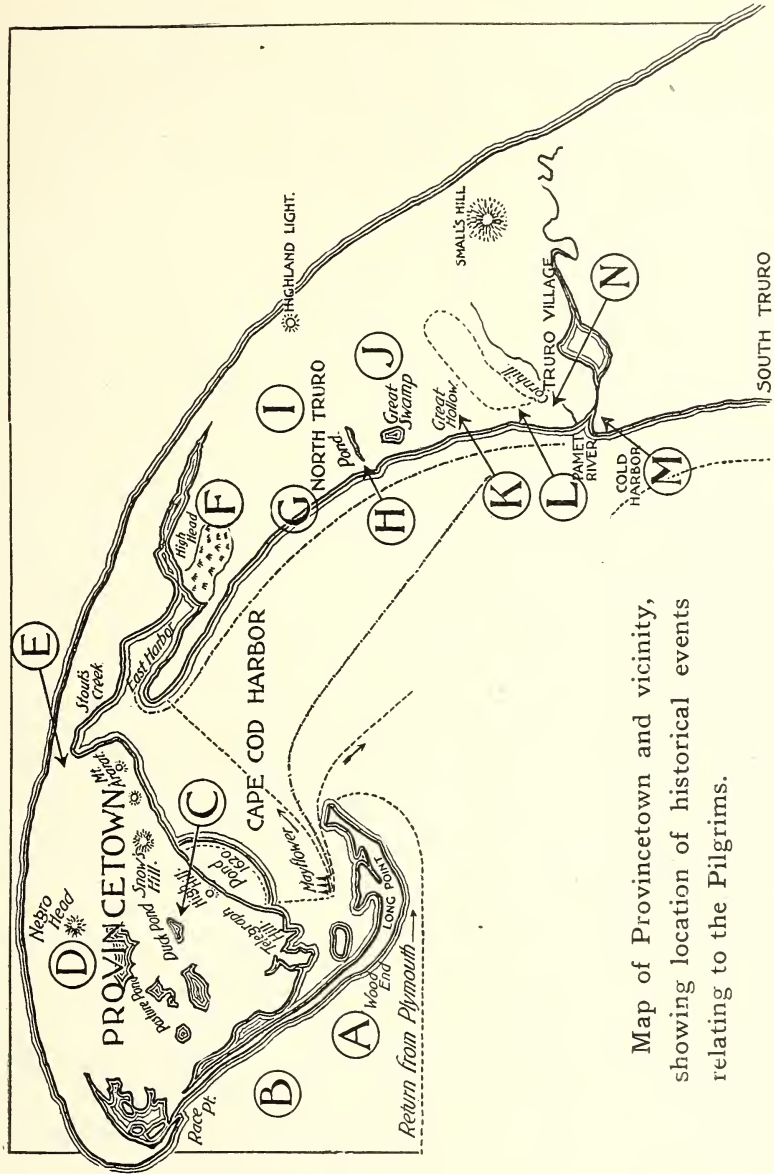 Negro
Head
D
PROVINCETOWN
Pasture Pond
Duck Pond
Snow's
Hill.
Mt.
Ararat.
C
E
Stout's
Creek
East Harbor
High
Head
F
HIGHLAND LIGHT.
I
G
NORTH TRURO
Pond.
H
J
Great
Swamp
Great
Hollow.
K
L
Cornhill
SMALL'S HILL
TRURO VILLAGE
N
PAMET
RIVER
COLD
HARBOR
M
SOUTH TRURO
CAPE COD HARBOR
Mayflower
High Hill
Pond
1620
Telegraph
Hill
LONG POINT
Wood
End
A
B
Race
Pt.
Return from Plymouth
Map of Provincetown and vicinity,
showing location of historical events
relating to the Pilgrims.